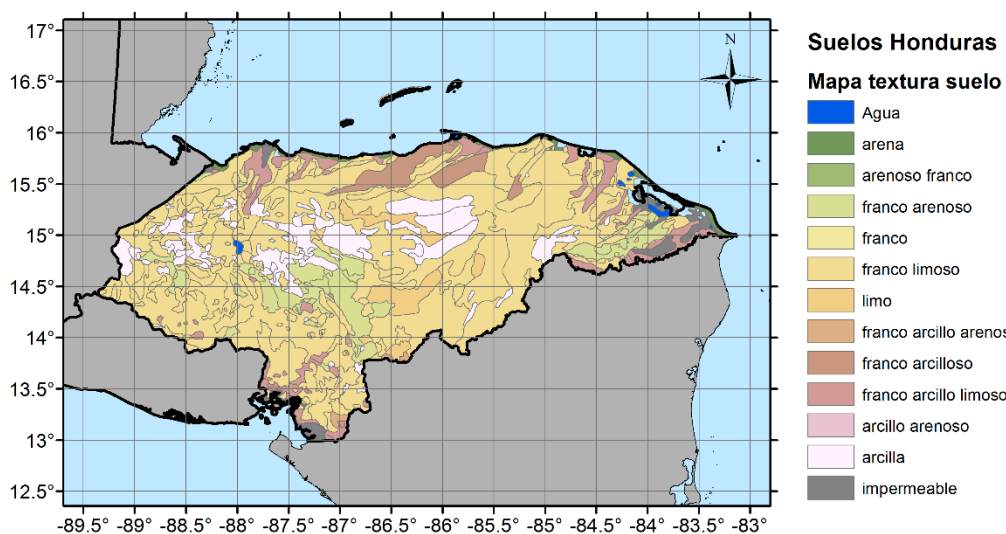 Suelos Honduras
Mapa textura suelo
Agua
arena
arenoso franco
franco arenoso
franco
franco limoso
limo
franco arcillo arenos
franco arcilloso
franco arcillo limoso
arcillo arenoso
arcilla
impermeable
N
17°
16.5°
16°
15.5°
15°
14.5°
14°
13.5°
13°
12.5°
-89.5° -89° -88.5° -88° -87.5° -87° -86.5° -86° -85.5° -85° -84.5° -84° -83.5° -83°